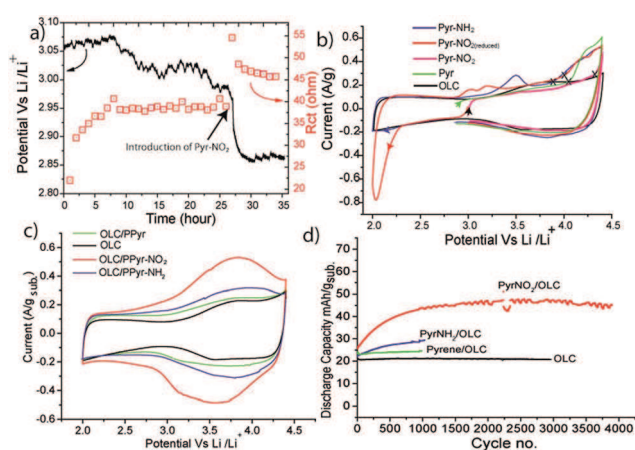 a)
Potential Vs Li /Li+
3.10
3.05
3.00
2.95
2.90
2.85
2.80
0 5 10 15 20 25 30 35
Time (hour)
55
50
45
40
35
30
25
20
Rct (ohm)
Introduction of Pyr-NO2
b)
Current (A/g)
0.6
0.4
0.2
0.0
-0.2
-0.4
-0.6
-0.8
2.0 2.5 3.0 3.5 4.0 4.5
Potential Vs Li /Li+
Pyr-NH2
Pyr-NO2(reduced)
Pyr-NO2
Pyr
OLC
c)
Current (A/g sub.)
0.6
0.4
0.2
0.0
-0.2
-0.4
-0.6
2.0 2.5 3.0 3.5 4.0 4.5
Potential Vs Li /Li+
OLC/PPyr
OLC
OLC/PPyr-NO2
OLC/PPyr-NH2
d)
Discharge Capacity mAh/gsub.
70
60
50
40
30
20
10
0
0 500 1000 1500 2000 2500 3000 3500 4000
Cycle no.
PyrNO2/OLC
PyrNH2/OLC
Pyrene/OLC
OLC